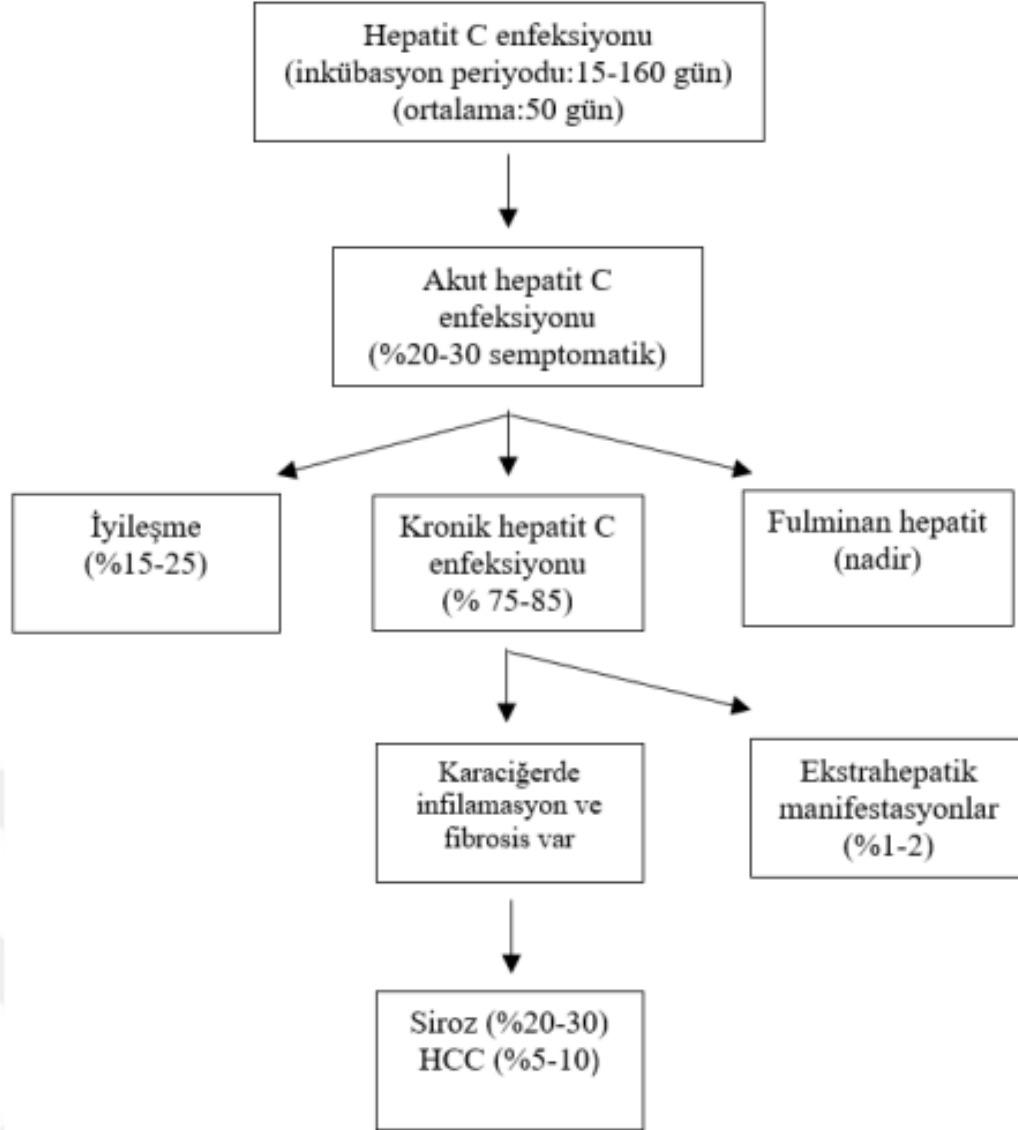 Hepatit C enfeksiyonu
(inkübasyon periyodu:15-160 gün)
(ortalama:50 gün)
Akut hepatit C
enfeksiyonu
(%20-30 semptomatik)
İyileşme
(%15-25)
Kronik hepatit C
enfeksiyonu
(% 75-85)
Fulminan hepatit
(nadir)
Karaciğerde
infilamasyon ve
fibrosis var
Ekstrahepatik
manifestasyonlar
(%1-2)
Siroz (%20-30)
HCC (%5-10)